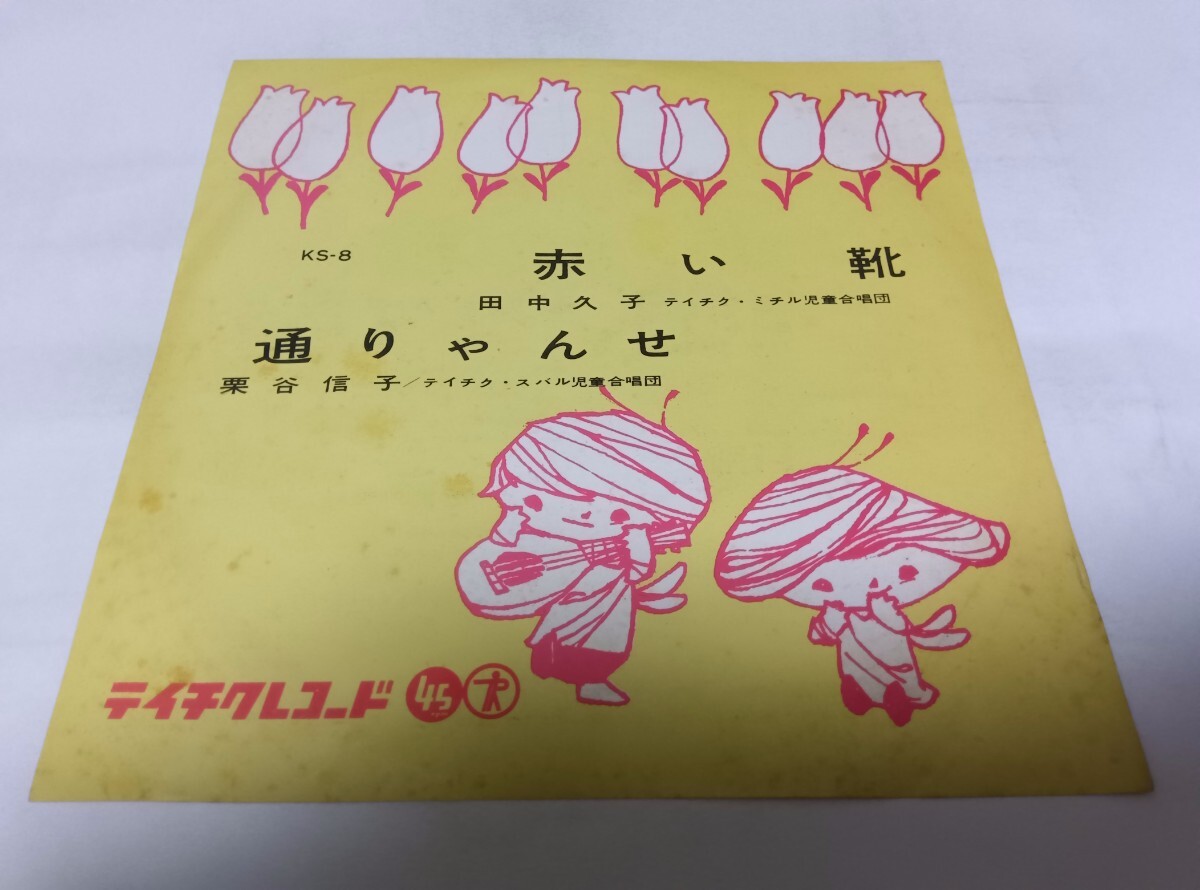 KS-8
赤い靴
田中久子 テイチク・ミチル児童合唱団
通りゃんせ
栗谷信子/テイチク・スバル児童合唱団
テイチクレコード 45